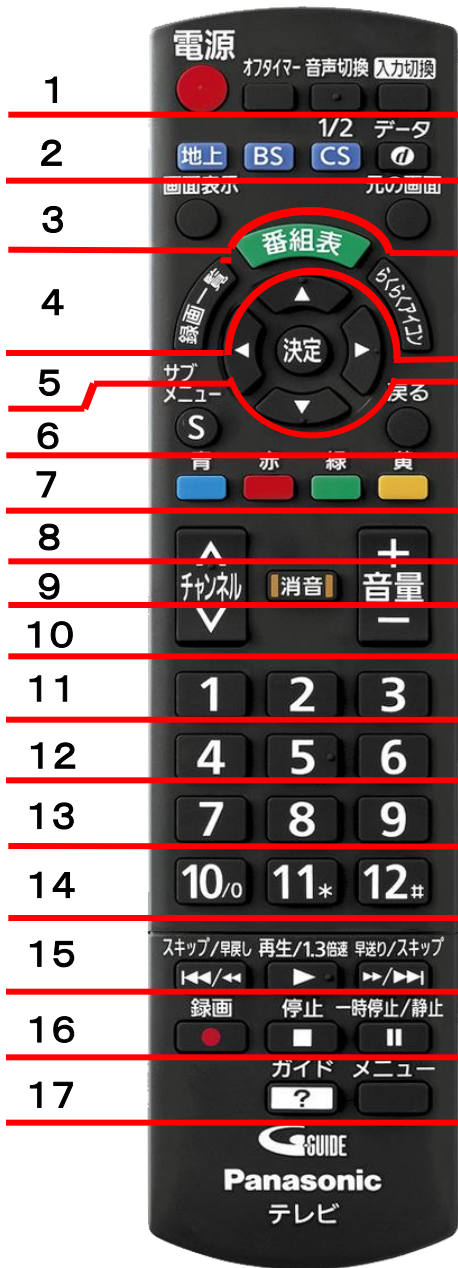 電源
オフタイマー 音声切換 入力切換
1
1/2 データ
2 地上 BS CS d
画面表示 元の画面
3
番組表
4 録画一覧 らくらくアイコン
▲
◀ 決定 ▶
▼
5 サブ
メニュー 戻る
6 S
青 赤 緑 黄
7
8 ∧ +
9 チャンネル 消音 音量
10 ∨ −
11 1 2 3
12 4 5 6
13 7 8 9
14 10/0 11* 12#
スキップ/早戻し 再生/1.3倍速 早送り/スキップ
15
録画 停止 一時停止/静止
16
ガイド メニュー
17 ?
G-GUIDE
Panasonic
テレビ